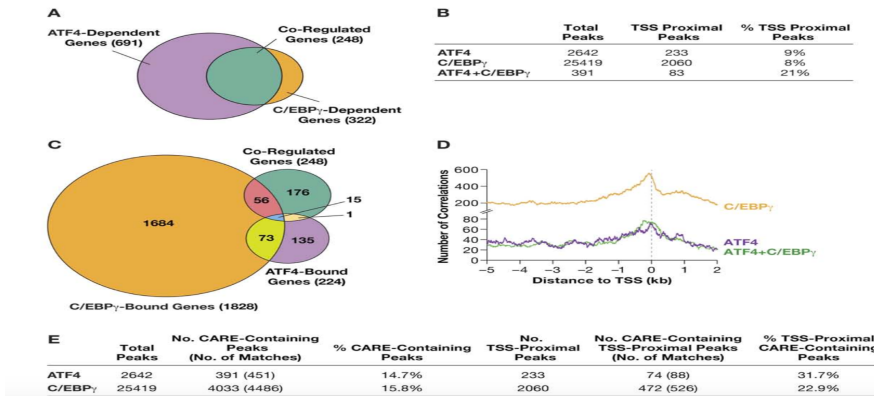 A
ATF4-Dependent
Genes (691)
Co-Regulated
Genes (248)
C/EBPγ-Dependent
Genes (322)
B
Total
Peaks
TSS Proximal
Peaks
% TSS Proximal
Peaks
ATF4 2642 233 9%
C/EBPγ 25419 2060 8%
ATF4+C/EBPγ 391 83 21%
C
Co-Regulated
Genes (248)
1684
56
176
15
1
73
135
ATF4-Bound
Genes (224)
C/EBPγ-Bound Genes (1828)
D
Number of Correlations
600
400
200
80
60
40
20
0
C/EBPγ
ATF4
ATF4+C/EBPγ
−5 −4 −3 −2 −1 0 1 2
Distance to TSS (kb)
E
Total
Peaks
No. CARE-Containing
Peaks
(No. of Matches)
% CARE-Containing
Peaks
No.
TSS-Proximal
Peaks
No. CARE-Containing
TSS-Proximal Peaks
(No. of Matches)
% TSS-Proximal
CARE-Containing
Peaks
ATF4 2642 391 (451) 14.7% 233 74 (88) 31.7%
C/EBPγ 25419 4033 (4486) 15.8% 2060 472 (526) 22.9%